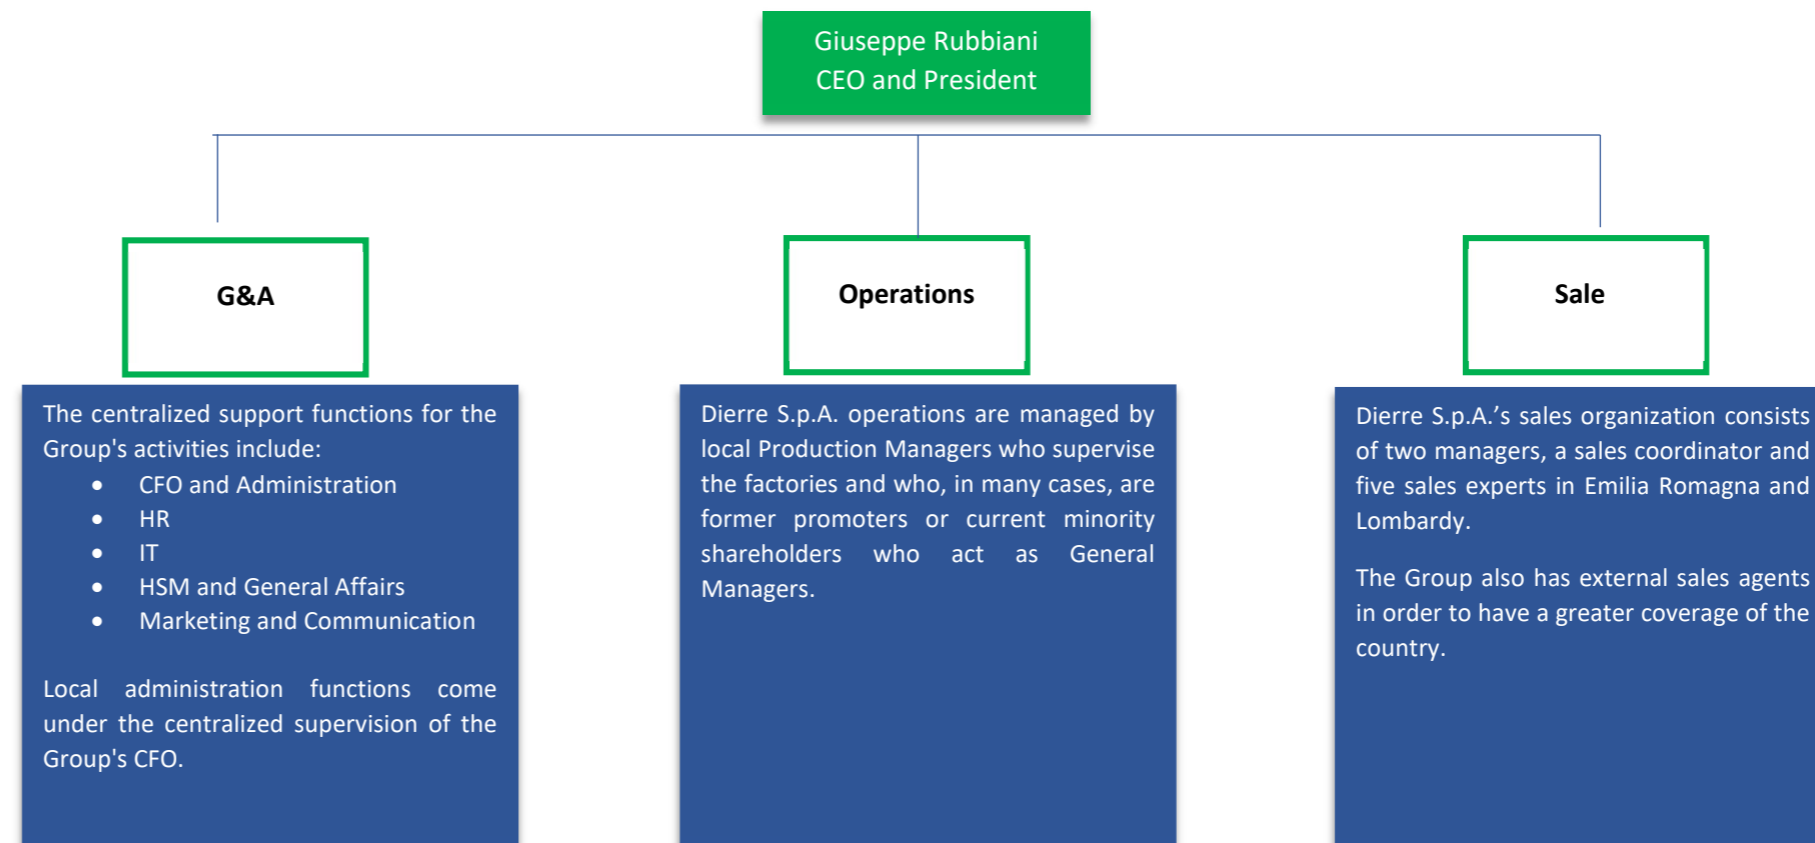 Giuseppe Rubbiani
CEO and President
G&A
The centralized support functions for the
Group's activities include:
• CFO and Administration
• HR
• IT
• HSM and General Affairs
• Marketing and Communication
Local administration functions come
under the centralized supervision of the
Group's CFO.
Operations
Dierre S.p.A. operations are managed by
local Production Managers who supervise
the factories and who, in many cases, are
former promoters or current minority
shareholders who act as General
Managers.
Sale
Dierre S.p.A.’s sales organization consists
of two managers, a sales coordinator and
five sales experts in Emilia Romagna and
Lombardy.
The Group also has external sales agents
in order to have a greater coverage of the
country.